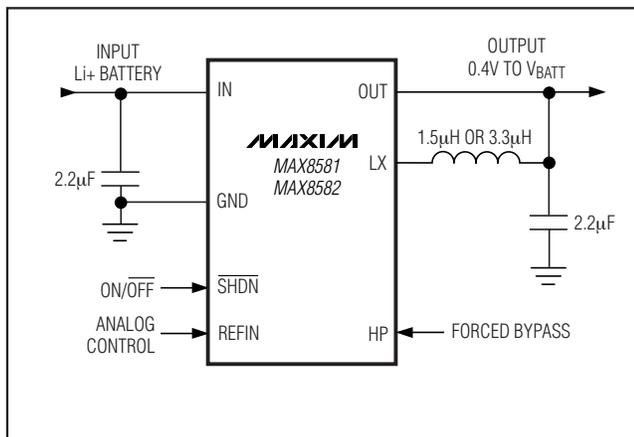 INPUT
Li+ BATTERY
OUTPUT
0.4V TO VBATT
IN
OUT
MAXIM
MAX8581
MAX8582
1.5μH OR 3.3μH
LX
2.2μF
GND
2.2μF
ON/OFF
SHDN
ANALOG
CONTROL
REFIN
HP
FORCED BYPASS